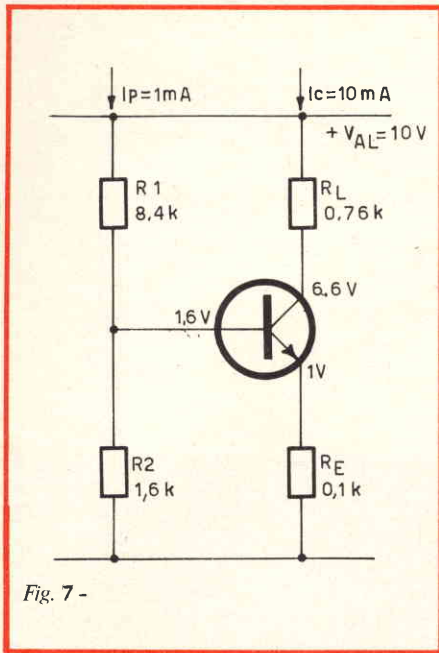 Ip=1mA
Ic=10mA
+VAL=10V
R1
8,4k
RL
0,76k
6.6V
1,6V
1V
R2
1,6k
RE
0,1k
Fig. 7 -